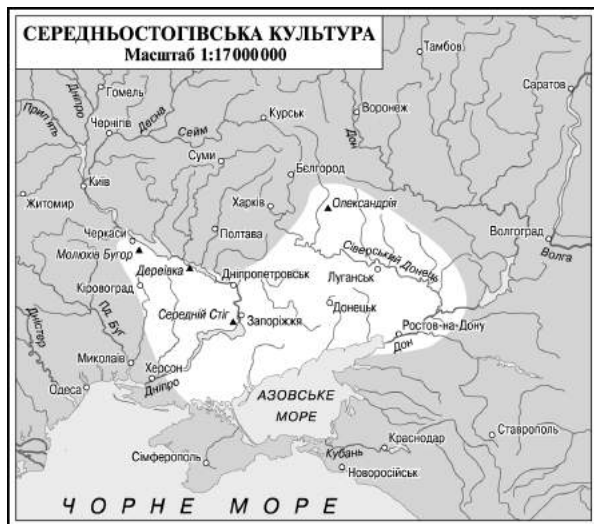 СЕРЕДНЬОСТОГІВСЬКА КУЛЬТУРА
Масштаб 1:17000000
Тамбов
Саратов
Гомель
Дніпро
Прип'ять
Чернігів
Десна
Сейм
Курськ
Воронеж
Дон
Суми
Бєлгород
Київ
Житомир
Харків
Олександрія
Полтава
Волгоград
Волга
Черкаси
Молюхів Бугор
Сіверський Донець
Дереївка
Дніпропетровськ
Луганськ
Кіровоград
Середній Стіг
Запоріжжя
Донецьк
Пд. Буг
Дністер
Ростов-на-Дону
Дон
Миколаїв
Херсон
Дніпро
Одеса
АЗОВСЬКЕ
МОРЕ
Ставрополь
Краснодар
Кубань
Сімферополь
Новоросійськ
ЧОРНЕ МОРЕ